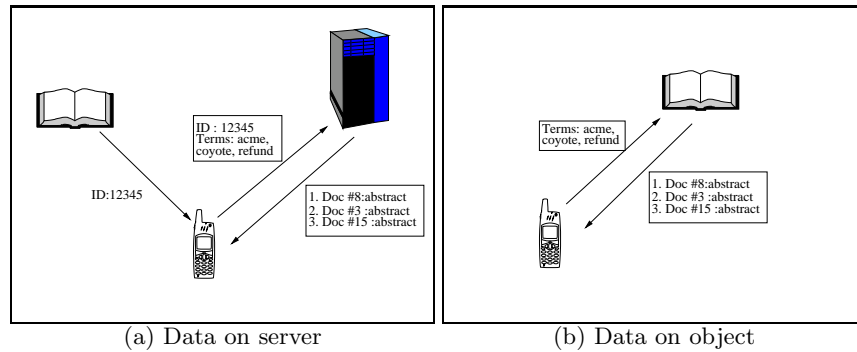 ID : 12345
Terms: acme,
coyote, refund
ID:12345
1. Doc #8:abstract
2. Doc #3 :abstract
3. Doc #15 :abstract
(a) Data on server
Terms: acme,
coyote, refund
1. Doc #8:abstract
2. Doc #3 :abstract
3. Doc #15 :abstract
(b) Data on object